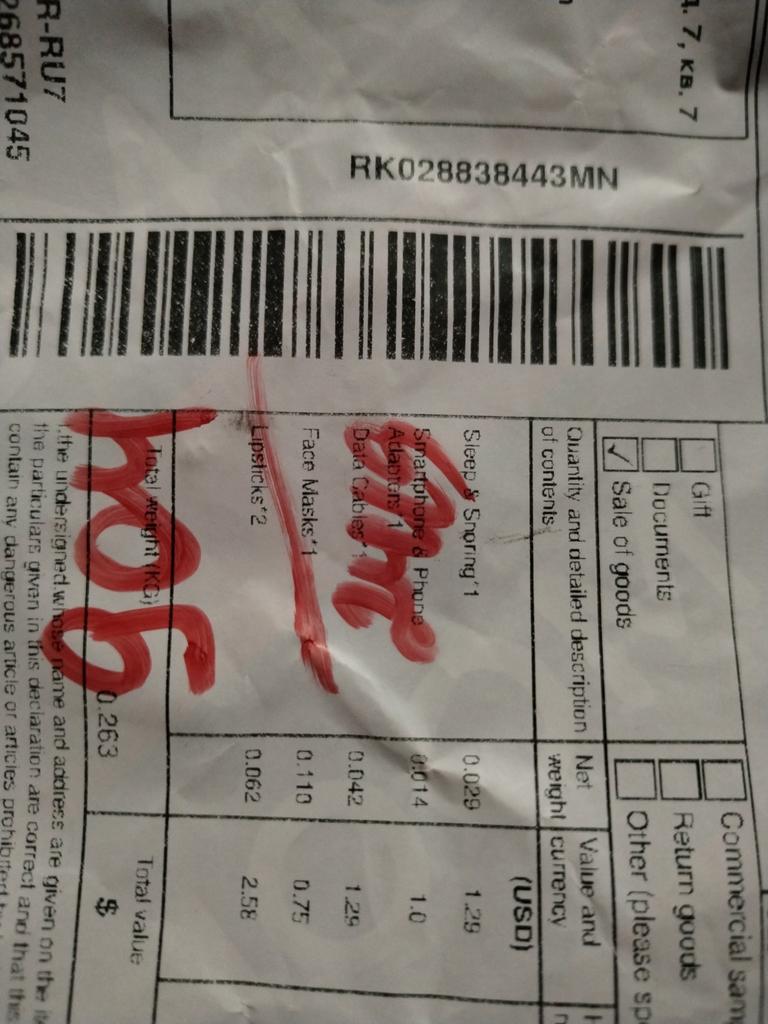 д. 7, кв. 7
R-RU7
268571045
RK028838443MN
Gift
Commercial sam
Documents
Return goods
✓ Sale of goods
Other (please sp
Quantity and detailed description of contents
Net weight
Value and currency (USD)
Sleep & Snoring*1 0.029 1.29
Smartphone & Phone Adapters*1 0.014 1.0
Data Cables*1 0.042 1.29
Face Masks*1 0.110 0.75
Lipsticks*2 0.062 2.58
Total weight (KG) 0.263
Total value $
I, the undersigned, whose name and address are given on the it
the particulars given in this declaration are correct and that this
contain any dangerous article or articles prohibited